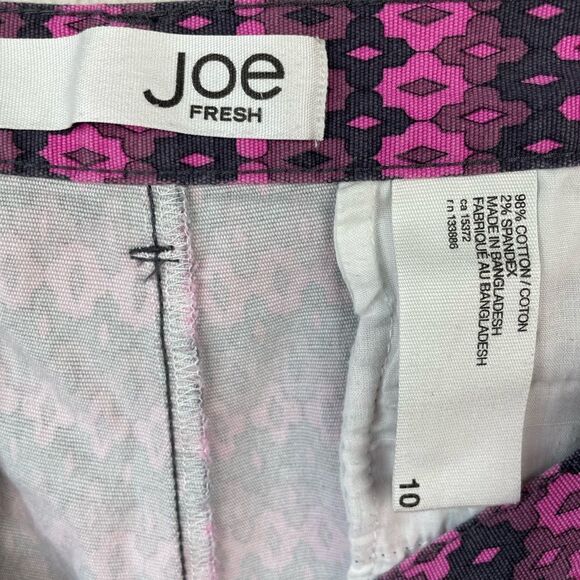 Joe
FRESH
98% COTTON / COTON
2% SPANDEX
MADE IN BANGLADESH
FABRIQUÉ AU BANGLADESH
ca 15372
rn 133886
10